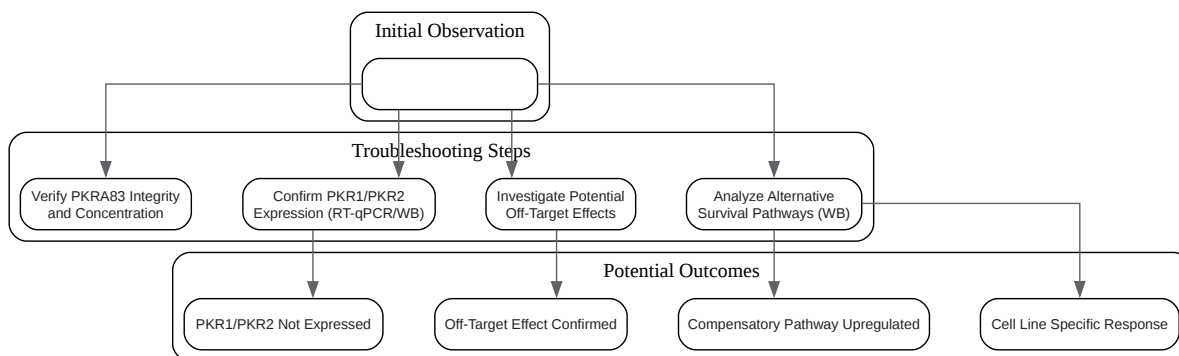 Initial Observation
Troubleshooting Steps
Verify PKRA83 Integrity
and Concentration
Confirm PKR1/PKR2
Expression (RT-qPCR/WB)
Investigate Potential
Off-Target Effects
Analyze Alternative
Survival Pathways (WB)
Potential Outcomes
PKR1/PKR2 Not Expressed
Off-Target Effect Confirmed
Compensatory Pathway Upregulated
Cell Line Specific Response